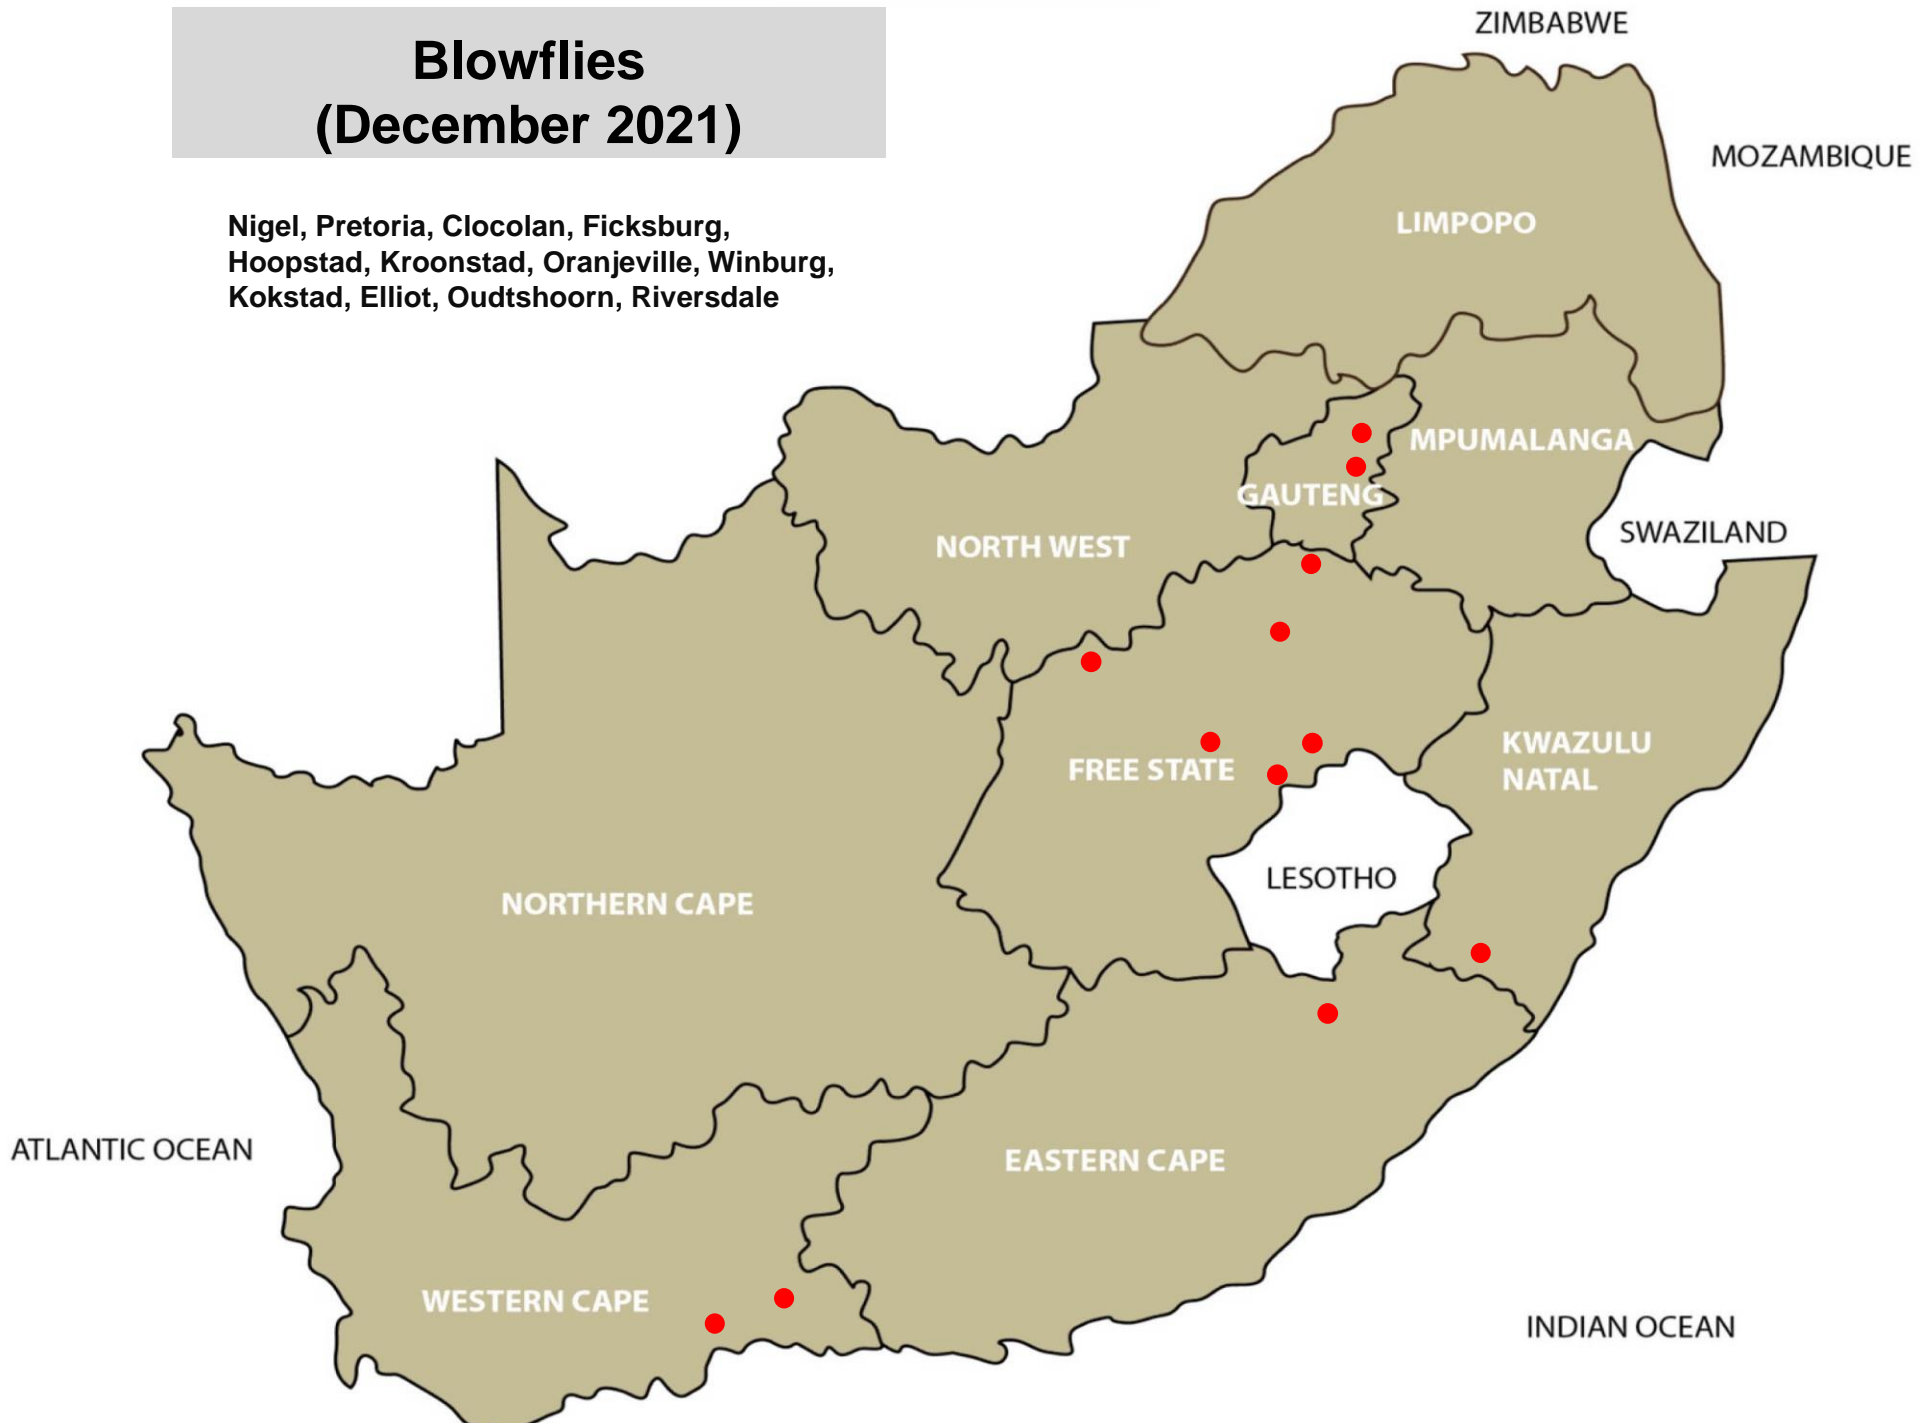 Blowflies
(December 2021)
Nigel, Pretoria, Clocolan, Ficksburg,
Hoopstad, Kroonstad, Oranjeville, Winburg,
Kokstad, Elliot, Oudtshoorn, Riversdale
ZIMBABWE
MOZAMBIQUE
LIMPOPO
MPUMALANGA
GAUTENG
SWAZILAND
NORTH WEST
KWAZULU
NATAL
FREE STATE
LESOTHO
NORTHERN CAPE
ATLANTIC OCEAN
EASTERN CAPE
WESTERN CAPE
INDIAN OCEAN